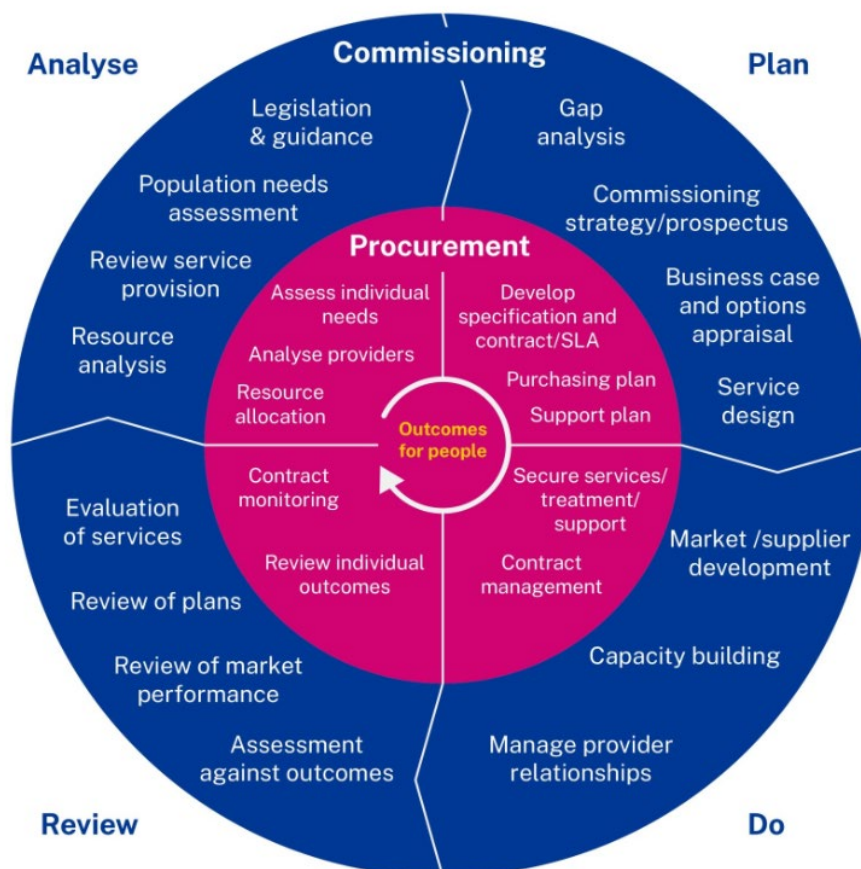 Analyse
Commissioning
Plan
Legislation
& guidance
Population needs
assessment
Review service
provision
Resource
analysis
Gap
analysis
Commissioning
strategy/prospectus
Business case
and options
appraisal
Service
design
Procurement
Assess individual
needs
Analyse providers
Resource
allocation
Develop
specification and
contract/SLA
Purchasing plan
Support plan
Outcomes
for people
Contract
monitoring
Review individual
outcomes
Secure services/
treatment/
support
Contract
management
Evaluation
of services
Review of plans
Review of market
performance
Assessment
against outcomes
Market /supplier
development
Capacity building
Manage provider
relationships
Review
Do